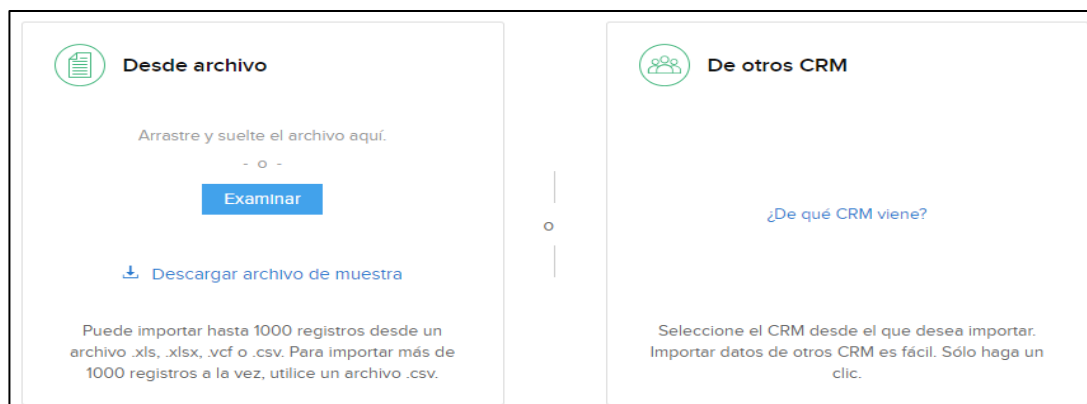 Desde archivo
Arrastre y suelte el archivo aquí.
- o -
Examinar
Descargar archivo de muestra
Puede importar hasta 1000 registros desde un
archivo .xls, .xlsx, .vcf o .csv. Para importar más de
1000 registros a la vez, utilice un archivo .csv.
o
De otros CRM
¿De qué CRM viene?
Seleccione el CRM desde el que desea importar.
Importar datos de otros CRM es fácil. Sólo haga un
clic.